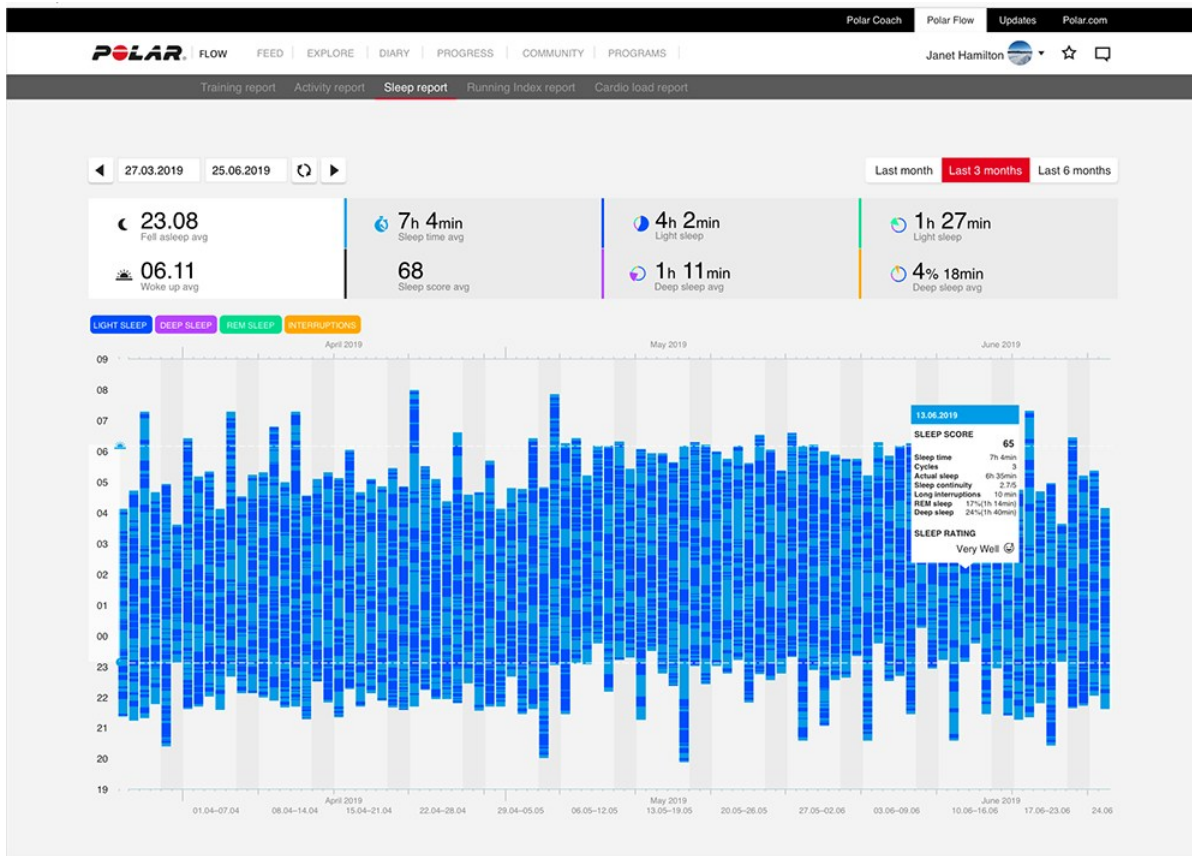 Polar Coach Polar Flow Updates Polar.com
POLAR. FLOW FEED EXPLORE DIARY PROGRESS COMMUNITY PROGRAMS Janet Hamilton
Training report Activity report Sleep report Running Index report Cardio load report
27.03.2019 25.06.2019 Last month Last 3 months Last 6 months
23.08 7h 4min 4h 2min 1h 27min
Fell asleep avg Sleep time avg Light sleep Light sleep
06.11 68 1h 11min 4% 18min
Woke up avg Sleep score avg Deep sleep avg Deep sleep avg
LIGHT SLEEP DEEP SLEEP REM SLEEP INTERRUPTIONS
April 2019 May 2019 June 2019
09
08
07
06
05
04
03
02
01
00
23
22
21
20
19
13.06.2019
SLEEP SCORE
65
Sleep time 7h 4min
Cycles 3
Actual sleep 6h 35min
Sleep continuity 2.7/5
Long interruptions 10 min
REM sleep 17%(1h 14min)
Deep sleep 24%(1h 40min)
SLEEP RATING
Very Well
April 2019 May 2019 June 2019
01.04–07.04 08.04–14.04 15.04–21.04 22.04–28.04 29.04–05.05 06.05–12.05 13.05–19.05 20.05–26.05 27.05–02.06 03.06–09.06 10.06–16.06 17.06–23.06 24.06